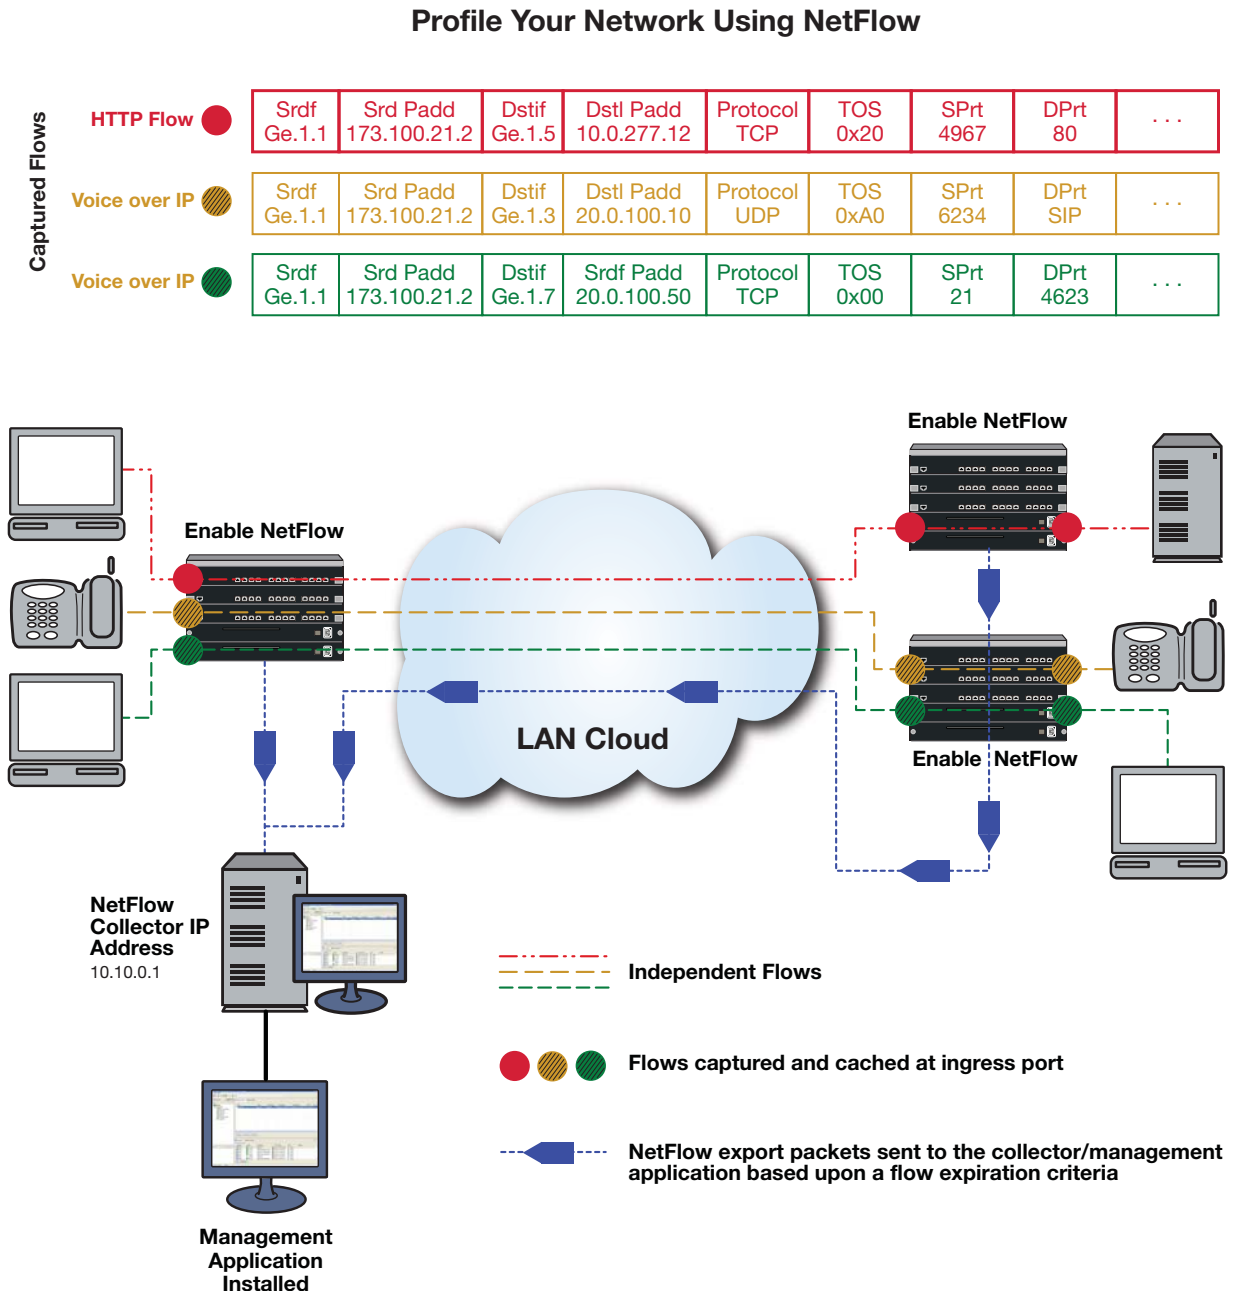 Profile Your Network Using NetFlow
Captured Flows
HTTP Flow
Srdf Srd Padd Dstif Dstl Padd Protocol TOS SPrt DPrt . . .
Ge.1.1 173.100.21.2 Ge.1.5 10.0.277.12 TCP 0x20 4967 80
Voice over IP
Srdf Srd Padd Dstif Dstl Padd Protocol TOS SPrt DPrt . . .
Ge.1.1 173.100.21.2 Ge.1.3 20.0.100.10 UDP 0xA0 6234 SIP
Voice over IP
Srdf Srd Padd Dstif Srdf Padd Protocol TOS SPrt DPrt . . .
Ge.1.1 173.100.21.2 Ge.1.7 20.0.100.50 TCP 0x00 21 4623
Enable NetFlow
Enable NetFlow
LAN Cloud
Enable NetFlow
NetFlow
Collector IP
Address
10.10.0.1
Independent Flows
Flows captured and cached at ingress port
NetFlow export packets sent to the collector/management
application based upon a flow expiration criteria
Management
Application
Installed